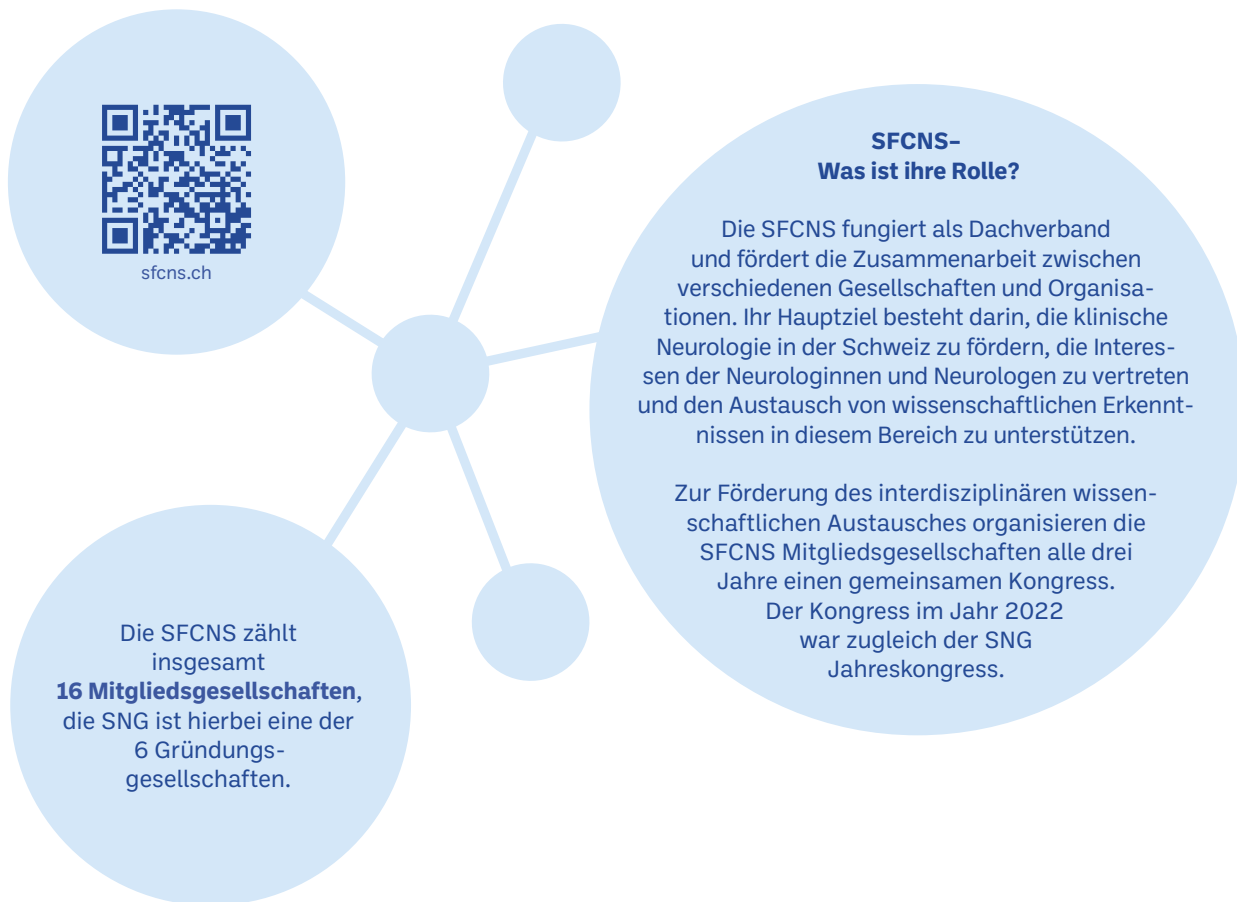 sfcns.ch
SFCNS–
Was ist ihre Rolle?
Die SFCNS fungiert als Dachverband
und fördert die Zusammenarbeit zwischen
verschiedenen Gesellschaften und Organisa-
tionen. Ihr Hauptziel besteht darin, die klinische
Neurologie in der Schweiz zu fördern, die Interes-
sen der Neurologinnen und Neurologen zu vertreten
und den Austausch von wissenschaftlichen Erkennt-
nissen in diesem Bereich zu unterstützen.
Zur Förderung des interdisziplinären wissen-
schaftlichen Austausches organisieren die
SFCNS Mitgliedsgesellschaften alle drei
Jahre einen gemeinsamen Kongress.
Der Kongress im Jahr 2022
war zugleich der SNG
Jahreskongress.
Die SFCNS zählt
insgesamt
16 Mitgliedsgesellschaften,
die SNG ist hierbei eine der
6 Gründungs-
gesellschaften.